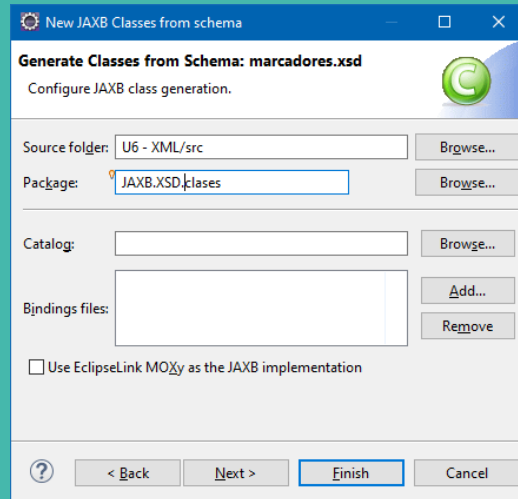 New JAXB Classes from schema
Generate Classes from Schema: marcadores.xsd
Configure JAXB class generation.
C
Source folder: U6 - XML/src Browse...
Package: JAXB.XSD.clases Browse...
Catalog: Browse...
Bindings files: Add...
Remove
Use EclipseLink MOXy as the JAXB implementation
? < Back Next > Finish Cancel